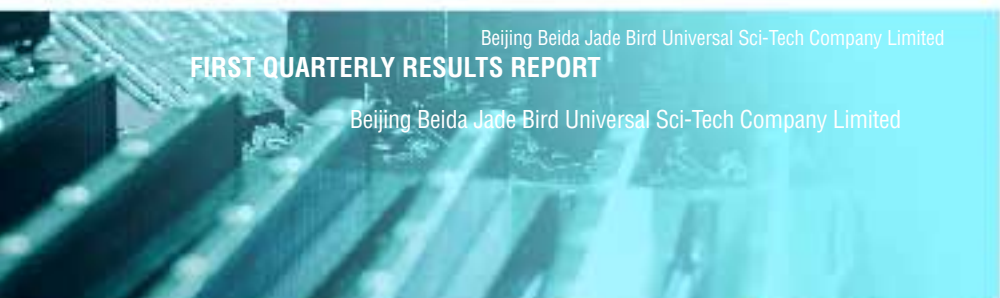 Beijing Beida Jade Bird Universal Sci-Tech Company Limited
FIRST QUARTERLY RESULTS REPORT
Beijing Beida Jade Bird Universal Sci-Tech Company Limited